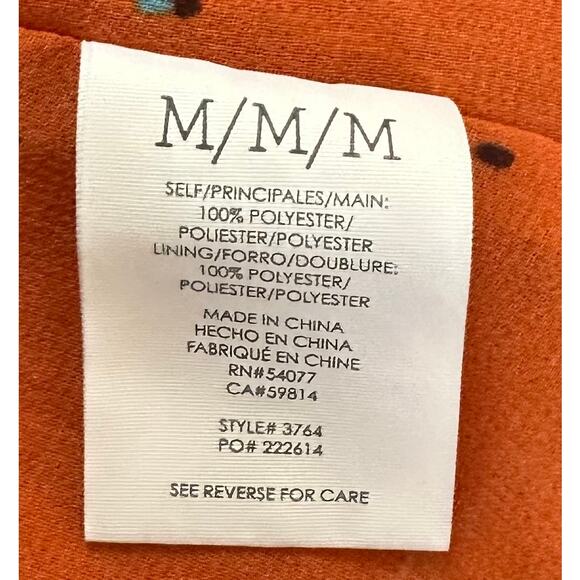 M/M/M
SELF/PRINCIPALES/MAIN:
100% POLYESTER/
POLIESTER/POLYESTER
LINING/FORRO/DOUBLURE:
100% POLYESTER/
POLIESTER/POLYESTER
MADE IN CHINA
HECHO EN CHINA
FABRIQUÉ EN CHINE
RN#54077
CA#59814
STYLE# 3764
PO# 222614
SEE REVERSE FOR CARE